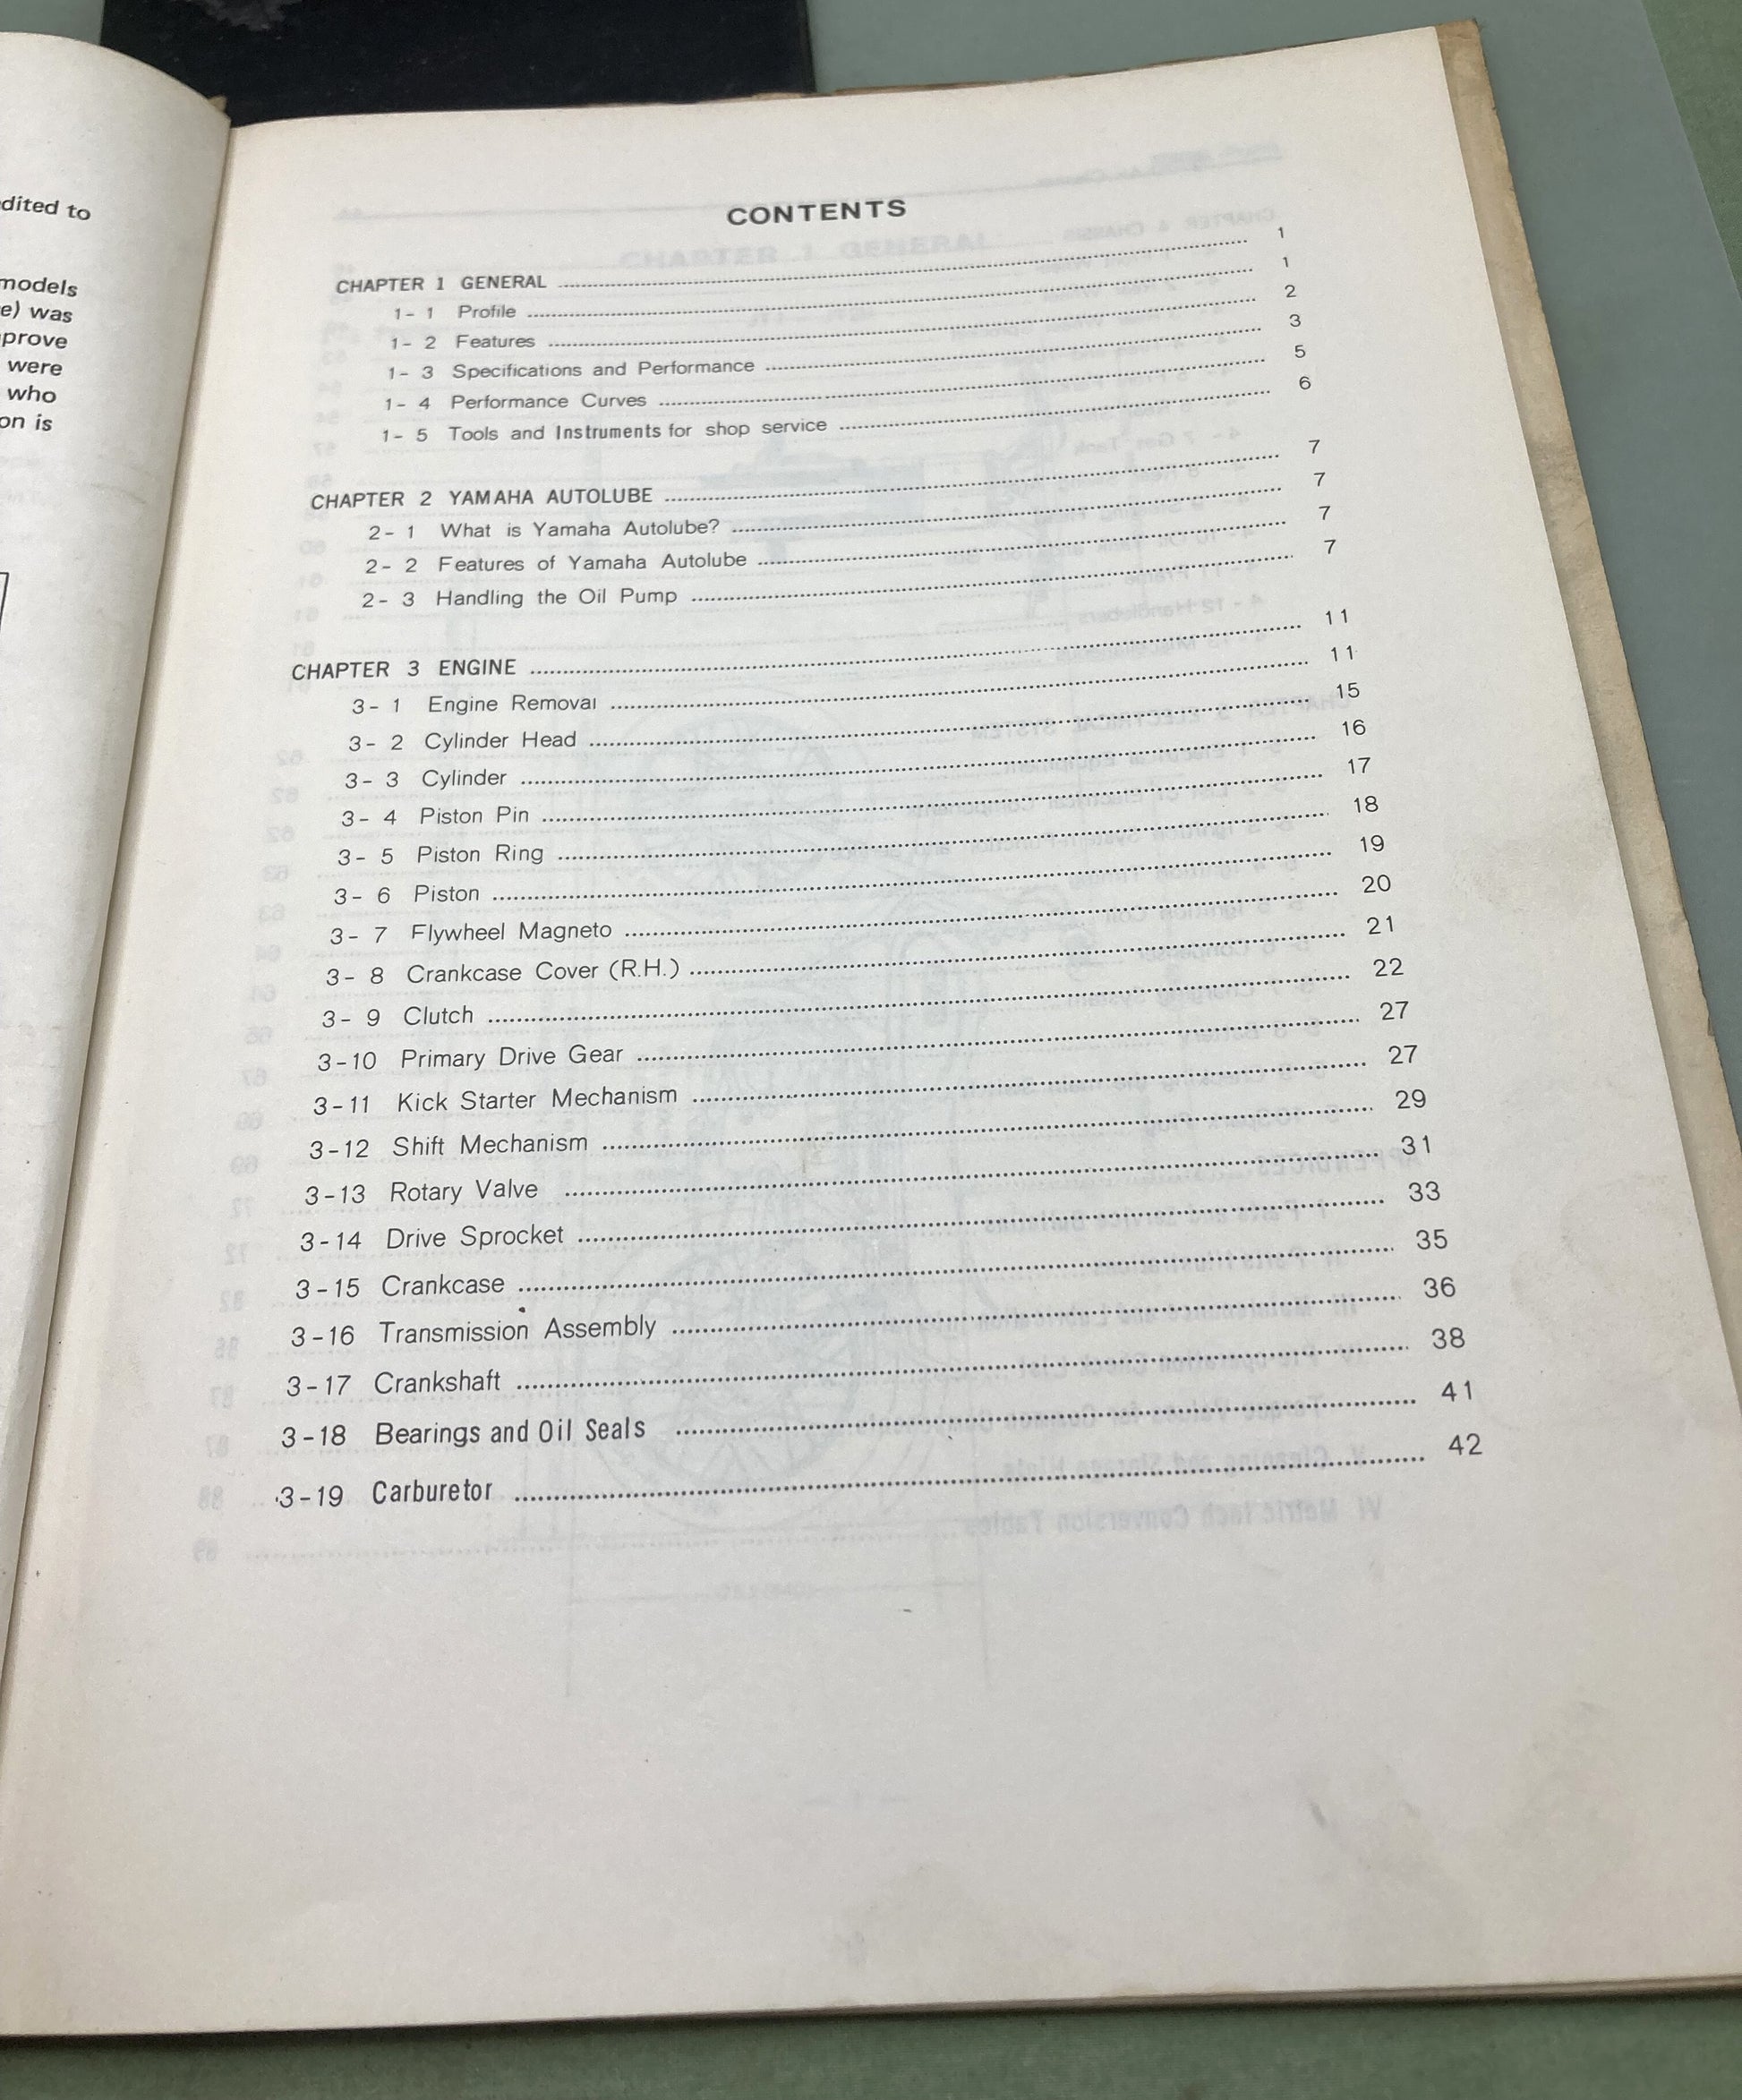 dited to
models
e) was
prove
were
who
on is
CONTENTS
CHAPTER 1 GENERAL ........ 1
1- 1 Profile ........ 1
1- 2 Features ........ 2
1- 3 Specifications and Performance ........ 3
1- 4 Performance Curves ........ 5
1- 5 Tools and Instruments for shop service ........ 6
CHAPTER 2 YAMAHA AUTOLUBE ........ 7
2- 1 What is Yamaha Autolube? ........ 7
2- 2 Features of Yamaha Autolube ........ 7
2- 3 Handling the Oil Pump ........ 7
CHAPTER 3 ENGINE ........ 11
3- 1 Engine Removal ........ 11
3- 2 Cylinder Head ........ 15
3- 3 Cylinder ........ 16
3- 4 Piston Pin ........ 17
3- 5 Piston Ring ........ 18
3- 6 Piston ........ 19
3- 7 Flywheel Magneto ........ 20
3- 8 Crankcase Cover (R.H.) ........ 21
3- 9 Clutch ........ 22
3-10 Primary Drive Gear ........ 27
3-11 Kick Starter Mechanism ........ 27
3-12 Shift Mechanism ........ 29
3-13 Rotary Valve ........ 31
3-14 Drive Sprocket ........ 33
3-15 Crankcase ........ 35
3-16 Transmission Assembly ........ 36
3-17 Crankshaft ........ 38
3-18 Bearings and Oil Seals ........ 41
3-19 Carburetor ........ 42